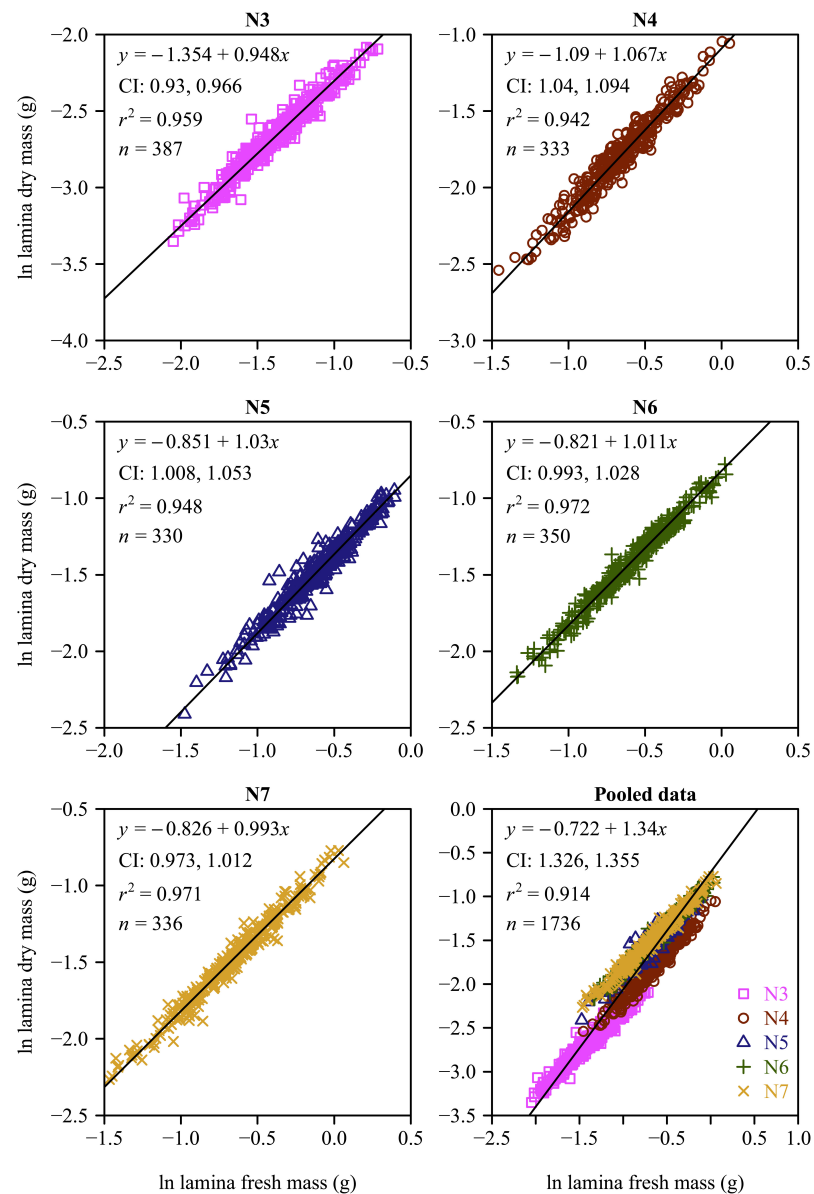 N3
y = −1.354 + 0.948x
CI: 0.93, 0.966
r² = 0.959
n = 387
ln lamina dry mass (g)
−2.0
−2.5
−3.0
−3.5
−4.0
−2.5 −2.0 −1.5 −1.0 −0.5
N4
y = −1.09 + 1.067x
CI: 1.04, 1.094
r² = 0.942
n = 333
−1.0
−1.5
−2.0
−2.5
−3.0
−1.5 −1.0 −0.5 0.0 0.5
N5
y = −0.851 + 1.03x
CI: 1.008, 1.053
r² = 0.948
n = 330
ln lamina dry mass (g)
−0.5
−1.0
−1.5
−2.0
−2.5
−2.0 −1.5 −1.0 −0.5 0.0
N6
y = −0.821 + 1.011x
CI: 0.993, 1.028
r² = 0.972
n = 350
−0.5
−1.0
−1.5
−2.0
−2.5
−1.5 −1.0 −0.5 0.0 0.5
N7
y = −0.826 + 0.993x
CI: 0.973, 1.012
r² = 0.971
n = 336
ln lamina dry mass (g)
−0.5
−1.0
−1.5
−2.0
−2.5
−1.5 −1.0 −0.5 0.0 0.5
ln lamina fresh mass (g)
Pooled data
y = −0.722 + 1.34x
CI: 1.326, 1.355
r² = 0.914
n = 1736
0.0
−0.5
−1.0
−1.5
−2.0
−2.5
−3.0
−3.5
N3
N4
N5
N6
N7
−2.5 −1.5 −0.5 0.5 1.0
ln lamina fresh mass (g)